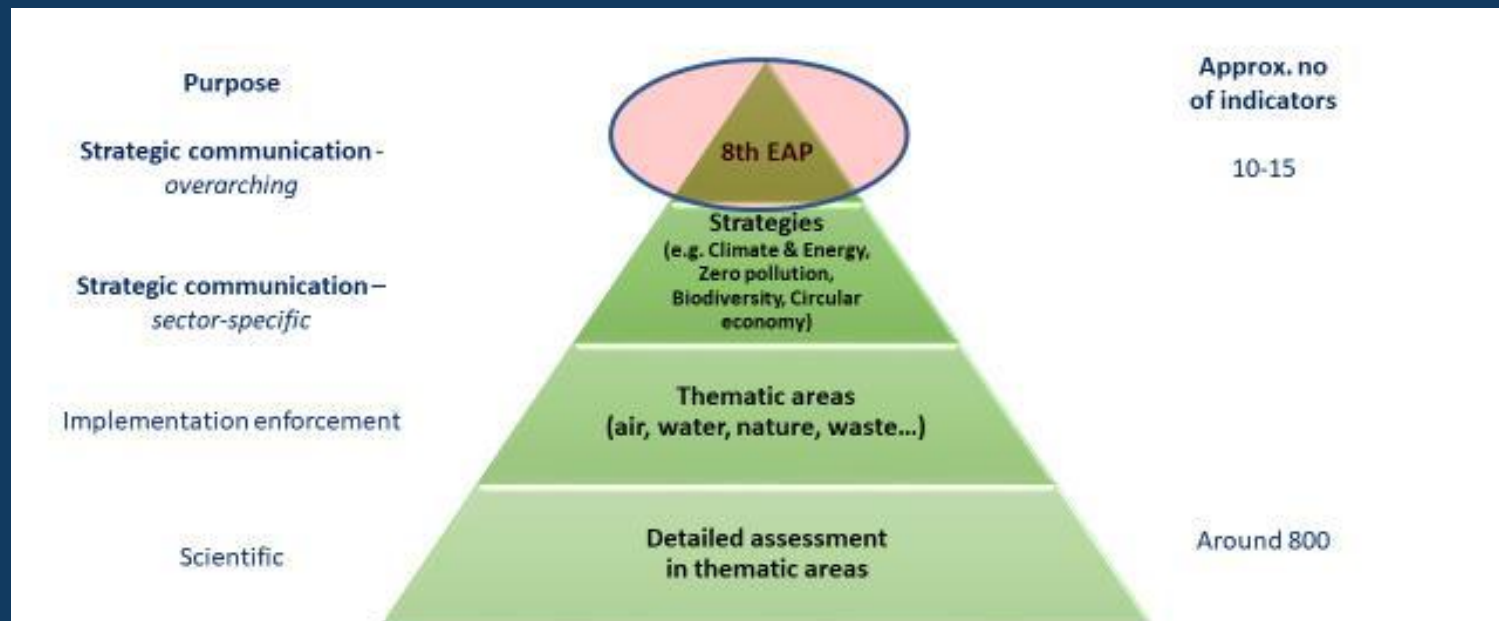 Purpose
Approx. no
of indicators
Strategic communication -
overarching
8th EAP
10-15
Strategic communication –
sector-specific
Strategies
(e.g. Climate & Energy,
Zero pollution,
Biodiversity, Circular
economy)
Implementation enforcement
Thematic areas
(air, water, nature, waste...)
Scientific
Detailed assessment
in thematic areas
Around 800